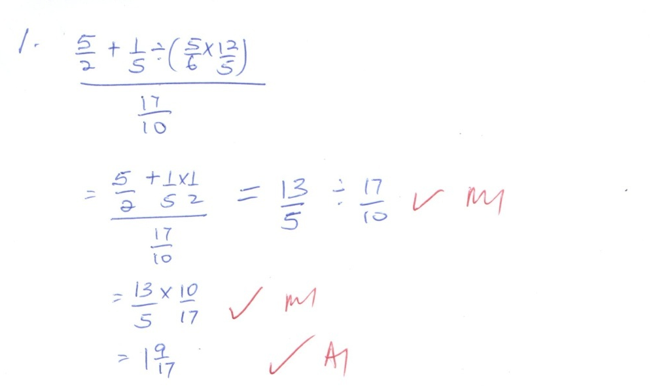 1. 5/2 + 1/5 ÷ (5/6 × 12/5)
17/10
= 5/2 + 1/5 × 1/2 = 13/5 ÷ 17/10 ✓ M1
17/10
= 13/5 × 10/17 ✓ M1
= 1 9/17 ✓ A1